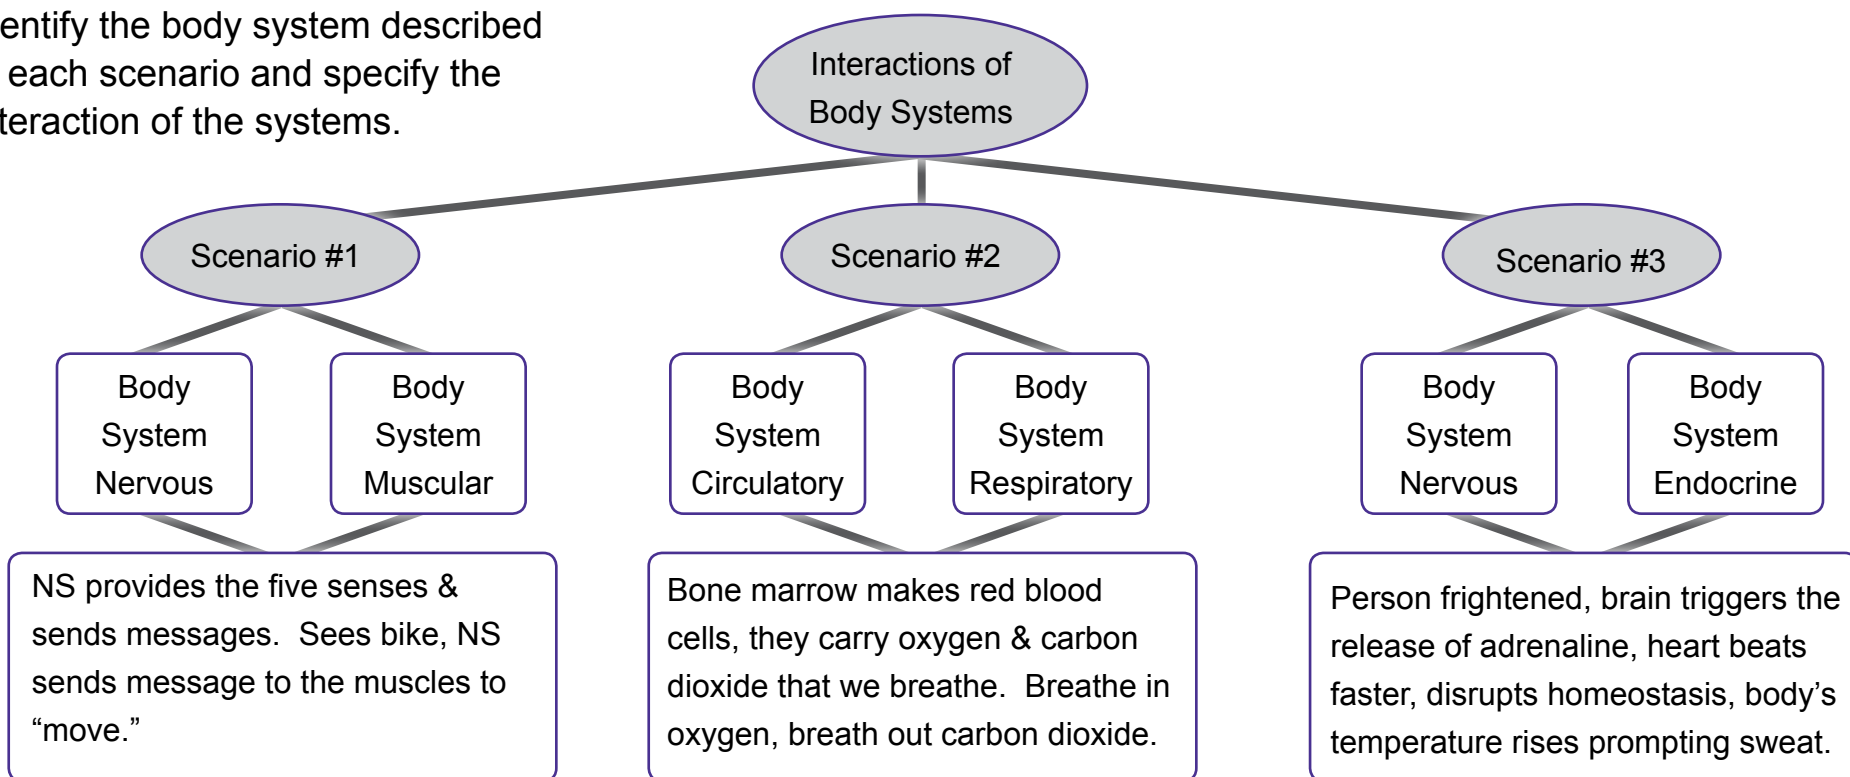 entify the body system described
each scenario and specify the
teraction of the systems.
Interactions of
Body Systems
Scenario #1
Scenario #2
Scenario #3
Body
System
Nervous
Body
System
Muscular
Body
System
Circulatory
Body
System
Respiratory
Body
System
Nervous
Body
System
Endocrine
NS provides the five senses &
sends messages.  Sees bike, NS
sends message to the muscles to
“move.”
Bone marrow makes red blood
cells, they carry oxygen & carbon
dioxide that we breathe.  Breathe in
oxygen, breath out carbon dioxide.
Person frightened, brain triggers the
release of adrenaline, heart beats
faster, disrupts homeostasis, body’s
temperature rises prompting sweat.